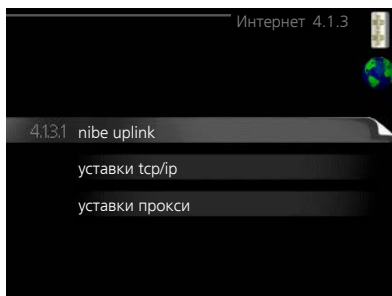 Интернет 4.1.3
4.1.3.1 nibe uplink
уставки tcp/ip
уставки прокси